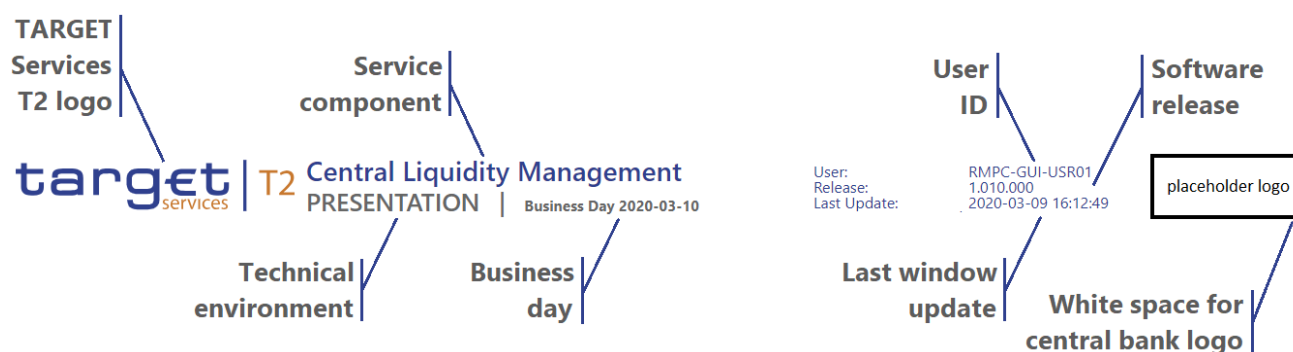 TARGET
Services
T2 logo
Service
component
User
ID
Software
release
target
services
T2
Central Liquidity Management
PRESENTATION | Business Day 2020-03-10
User: RMPC-GUI-USR01
Release: 1.010.000
Last Update: 2020-03-09 16:12:49
placeholder logo
Technical
environment
Business
day
Last window
update
White space for
central bank logo